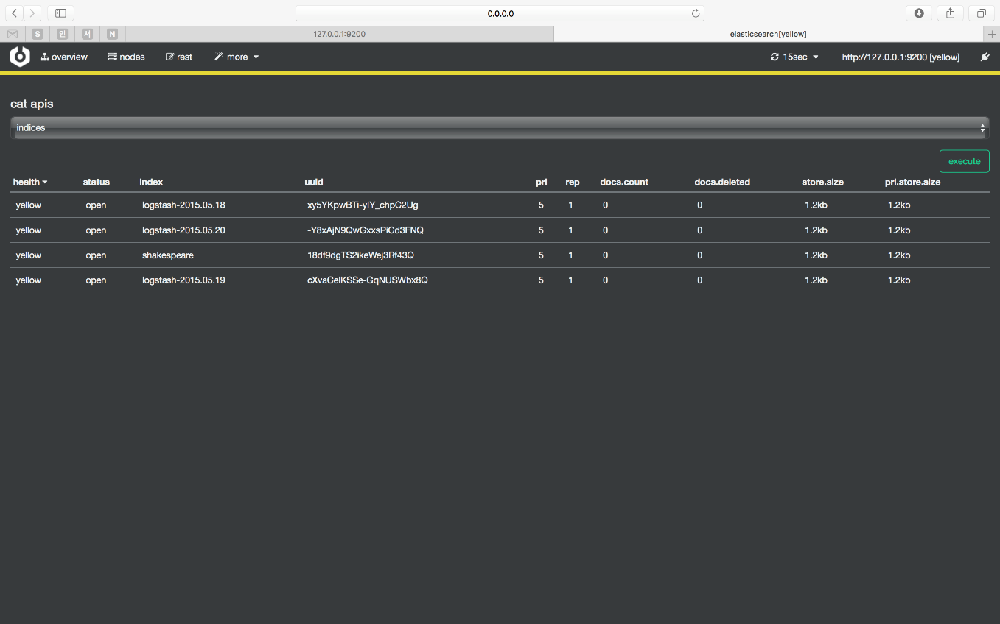 0.0.0.0
S 인 서 N 127.0.0.1:9200 elasticsearch[yellow]
overview nodes rest more 15sec http://127.0.0.1:9200 [yellow]
cat apis
indices
execute
health status index uuid pri rep docs.count docs.deleted store.size pri.store.size
yellow open logstash-2015.05.18 xy5YKpwBTi-ylY_chpC2Ug 5 1 0 0 1.2kb 1.2kb
yellow open logstash-2015.05.20 -Y8xAjN9QwGxxsPiCd3FNQ 5 1 0 0 1.2kb 1.2kb
yellow open shakespeare 18df9dgTS2ikeWej3Rf43Q 5 1 0 0 1.2kb 1.2kb
yellow open logstash-2015.05.19 cXvaCelKSSe-GqNUSWbx8Q 5 1 0 0 1.2kb 1.2kb